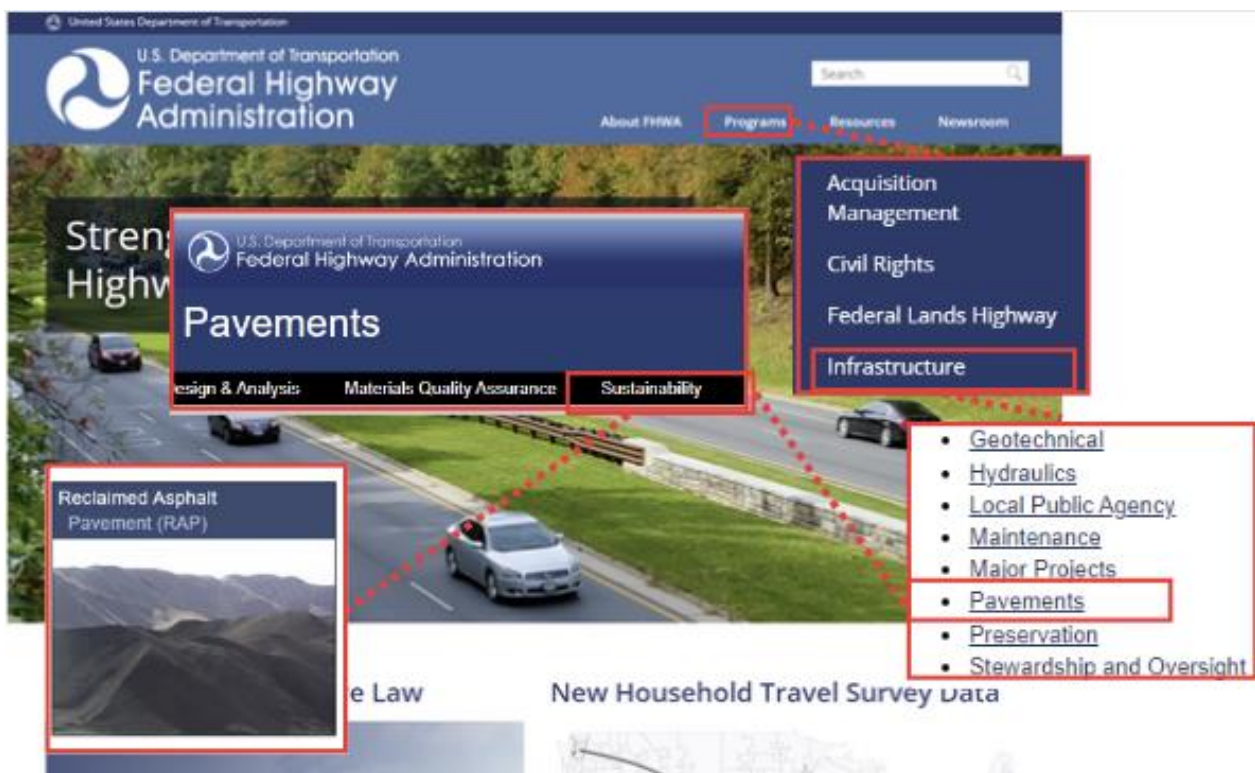 United States Department of Transportation
U.S. Department of Transportation
Federal Highway
Administration
Search
About FHWA Programs Resources Newsroom
Acquisition
Management
Civil Rights
Federal Lands Highway
Infrastructure
Stren
Highw
U.S. Department of Transportation
Federal Highway Administration
Pavements
esign & Analysis Materials Quality Assurance Sustainability
Geotechnical
Hydraulics
Local Public Agency
Maintenance
Major Projects
Pavements
Preservation
Stewardship and Oversight
Reclaimed Asphalt
Pavement (RAP)
e Law
New Household Travel Survey Data